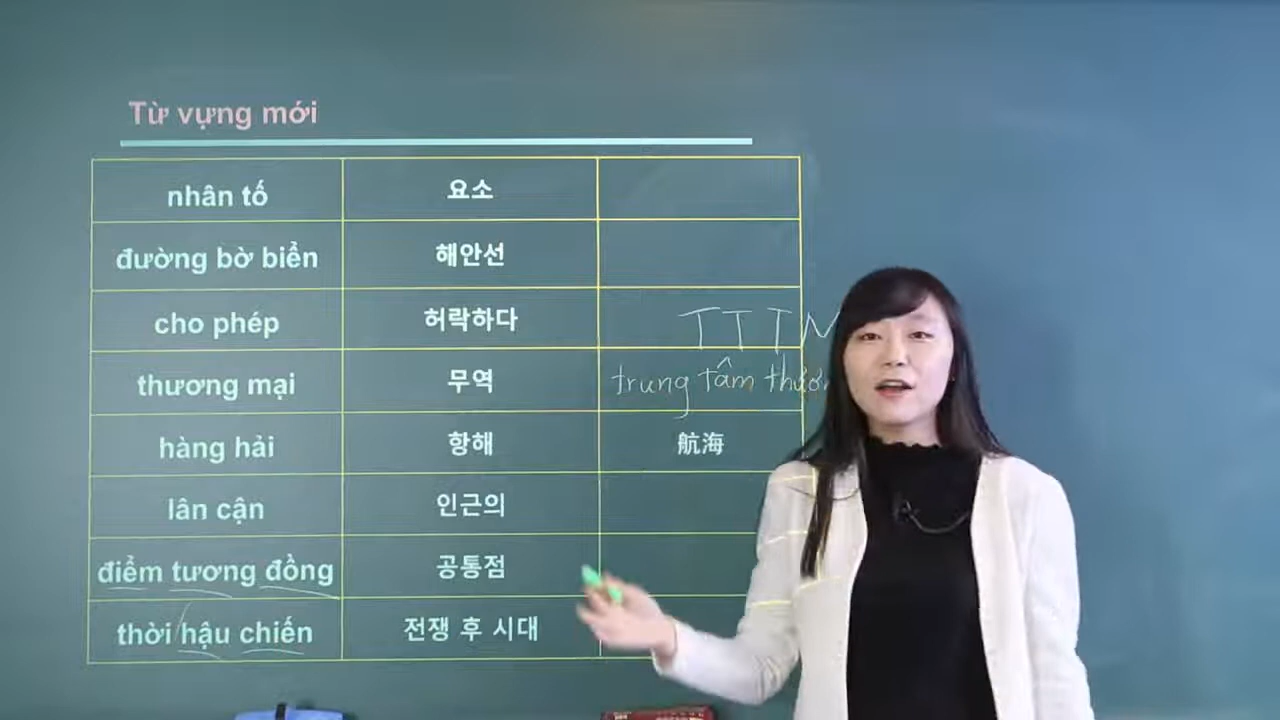 Từ vựng mới
nhân tố 요소
đường bờ biển 해안선
cho phép 허락하다
TTTM
thương mại 무역
trung tâm thươn
hàng hải 항해 航海
lân cận 인근의
điểm tương đồng 공통점
thời hậu chiến 전쟁 후 시대